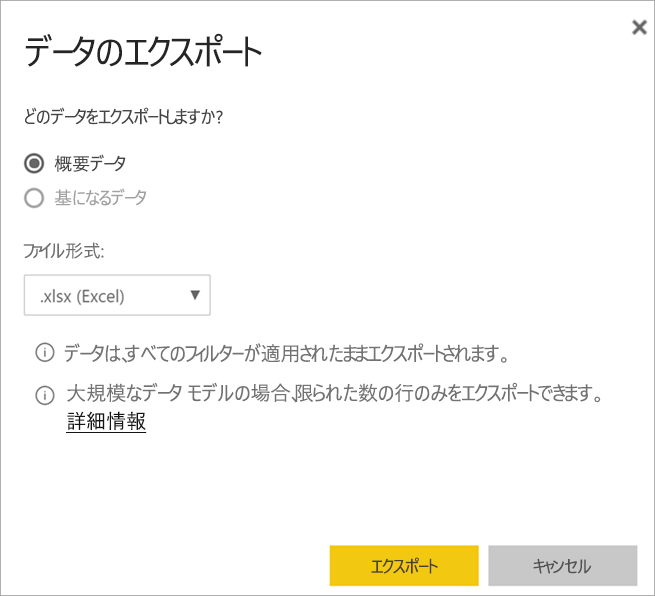 データのエクスポート
どのデータをエクスポートしますか?
概要データ
基になるデータ
ファイル形式:
.xlsx (Excel)
データは、すべてのフィルターが適用されたままエクスポートされます。
大規模なデータ モデルの場合、限られた数の行のみをエクスポートできます。
詳細情報
エクスポート
キャンセル